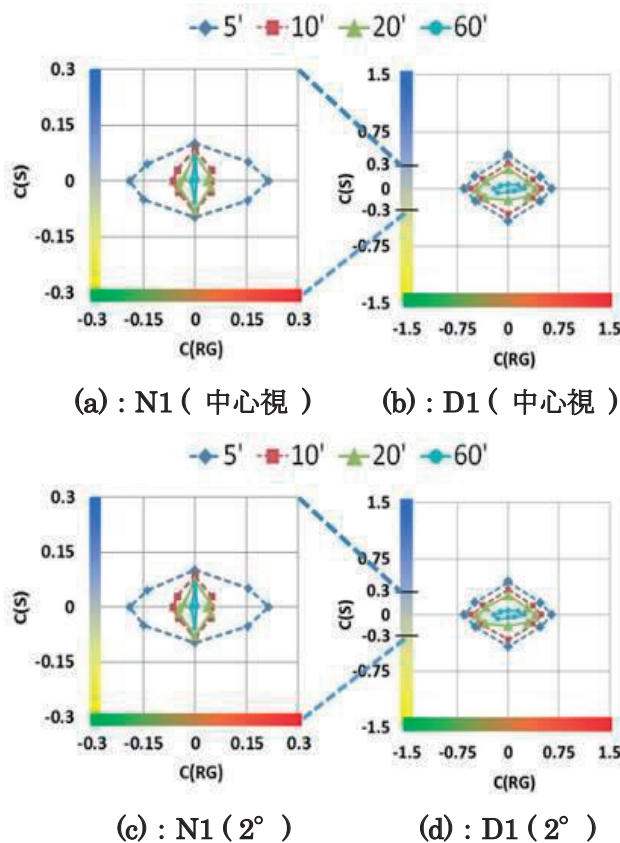 5' 10' 20' 60'
0.3
0.15
0
-0.15
-0.3
C(S)
-0.3 -0.15 0 0.15 0.3
C(RG)
1.5
0.75
0.3
0
-0.3
-0.75
-1.5
C(S)
-1.5 -0.75 0 0.75 1.5
C(RG)
(a) : N1 ( 中心視 )
(b) : D1 ( 中心視 )
5' 10' 20' 60'
0.3
0.15
0
-0.15
-0.3
C(S)
-0.3 -0.15 0 0.15 0.3
C(RG)
1.5
0.75
0.3
0
-0.3
-0.75
-1.5
C(S)
-1.5 -0.75 0 0.75 1.5
C(RG)
(c) : N1 ( 2° )
(d) : D1 ( 2° )